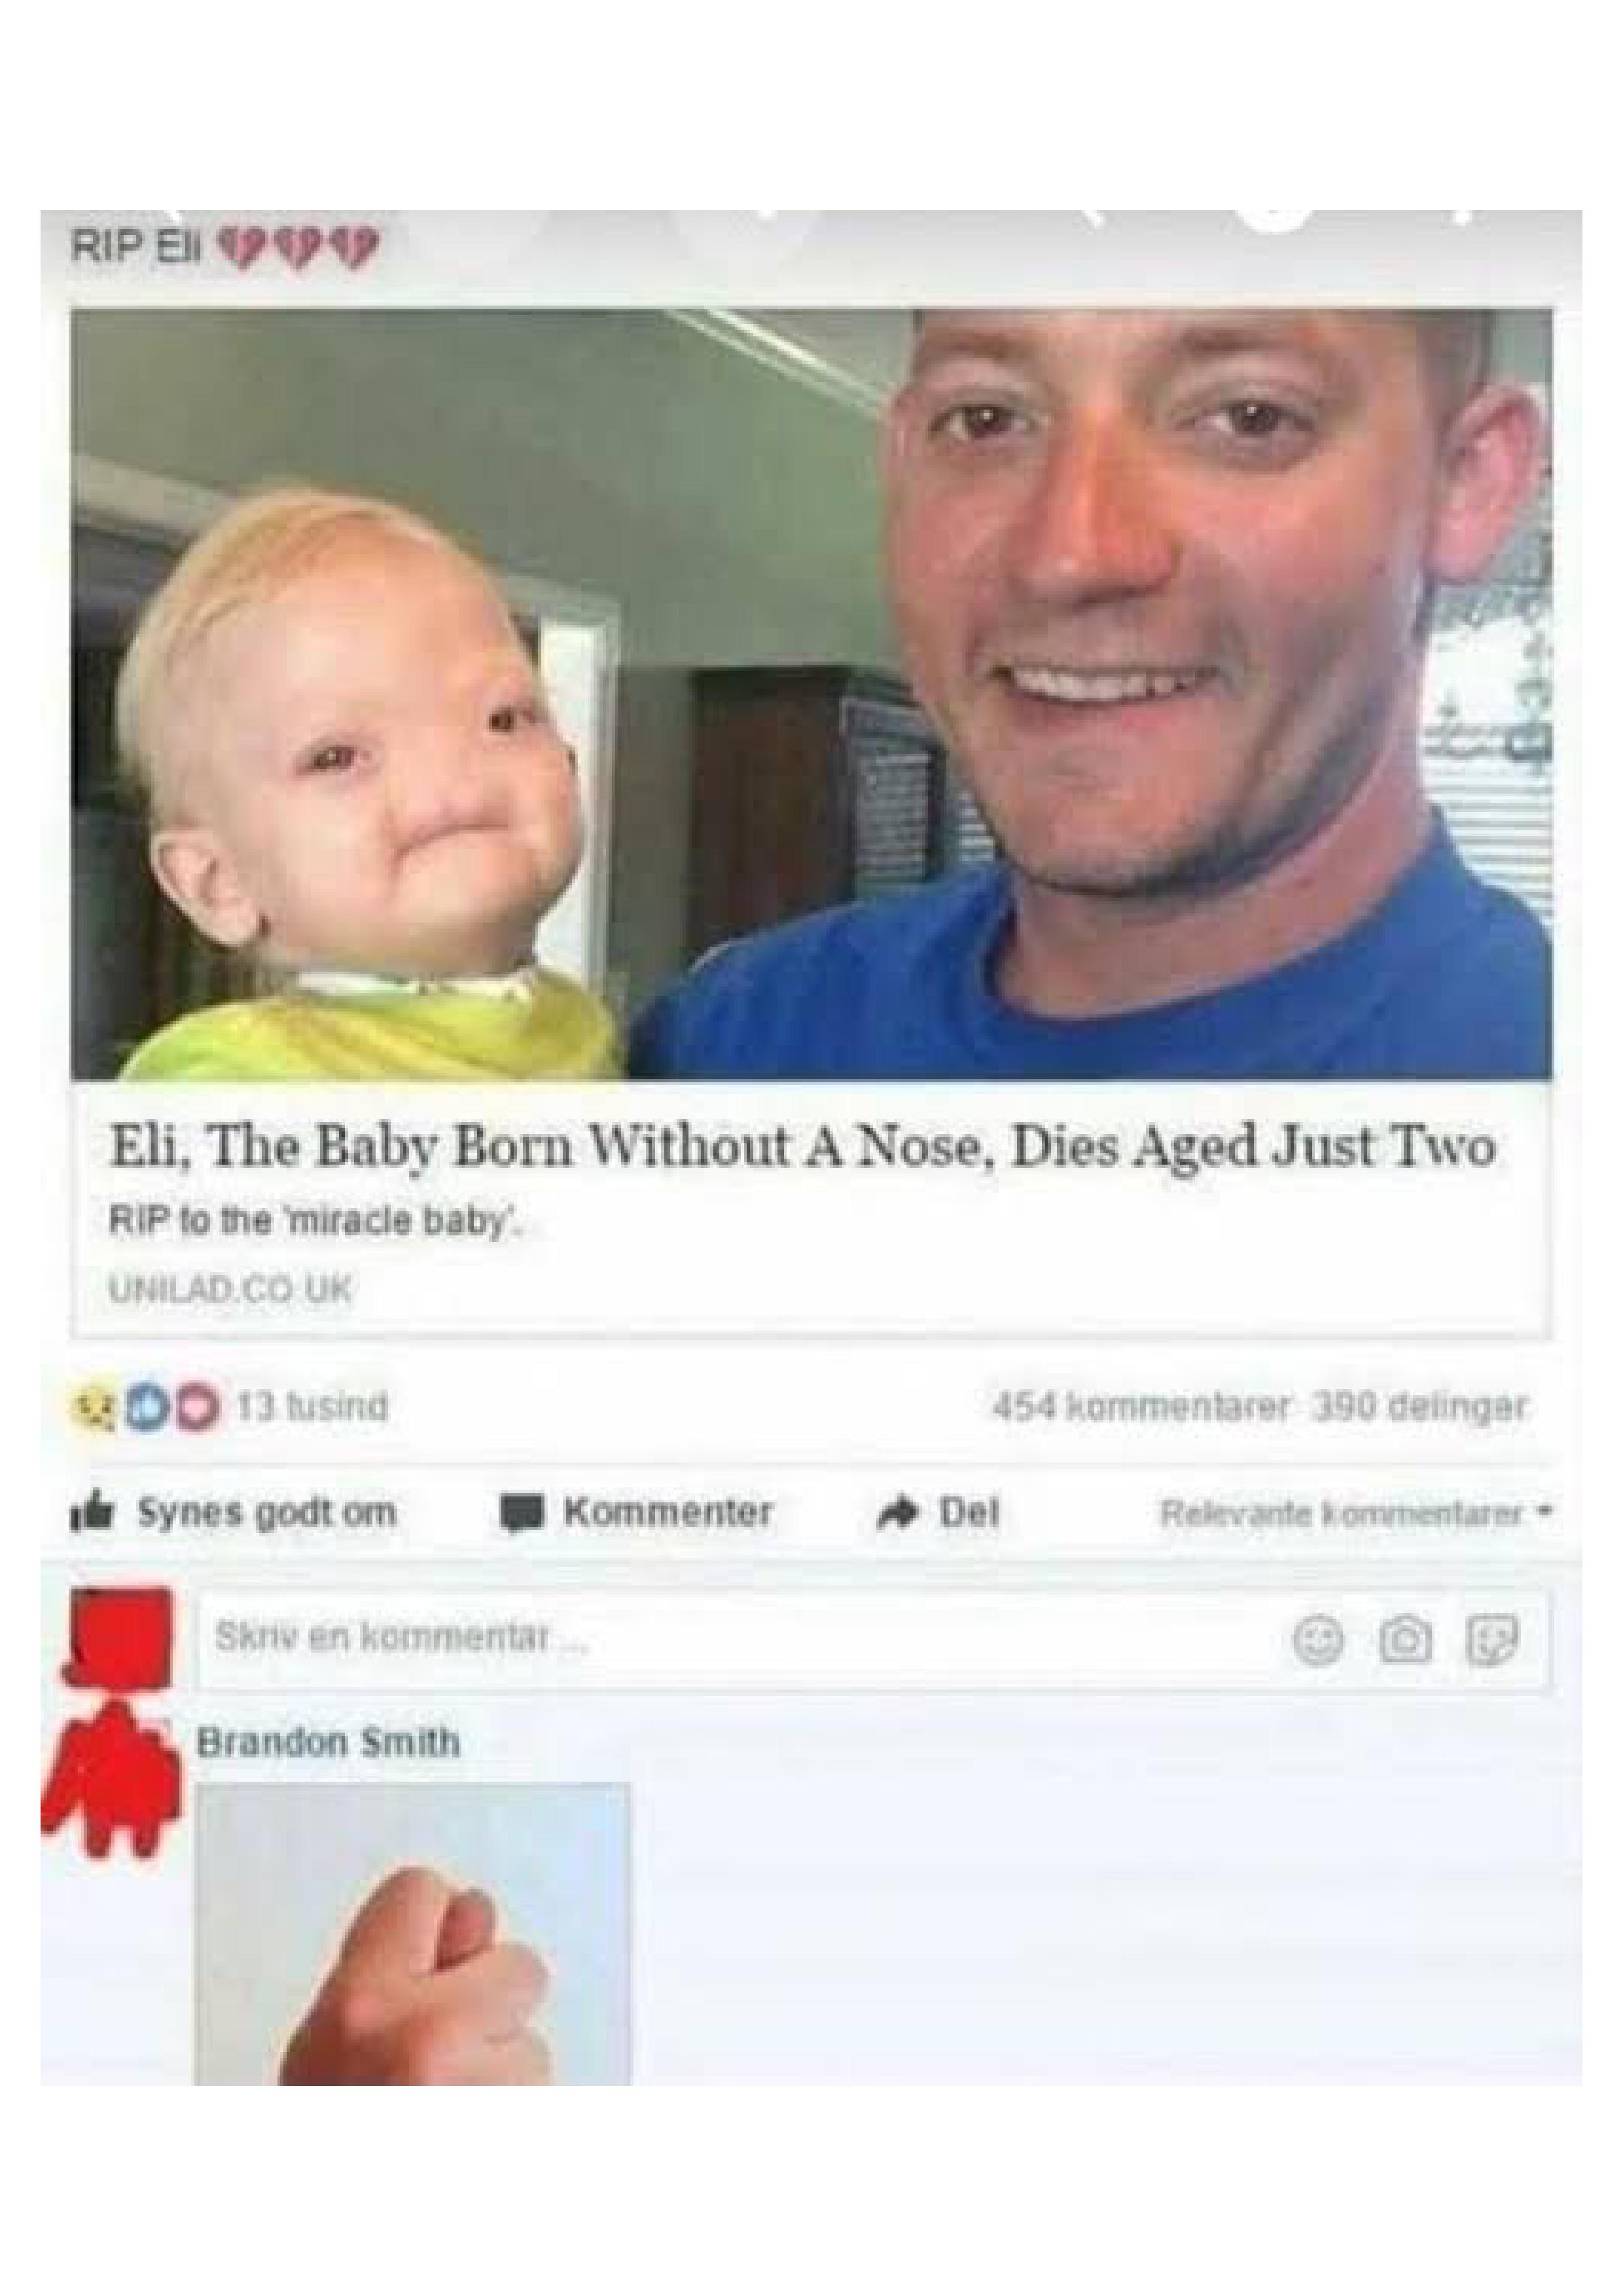 RIP Eli 💔💔💔
Eli, The Baby Born Without A Nose, Dies Aged Just Two
RIP to the 'miracle baby'.
UNILAD.CO.UK
13 tusind
454 kommentarer 390 delinger
Synes godt om Kommenter Del Relevante kommentarer
Skriv en kommentar ...
Brandon Smith